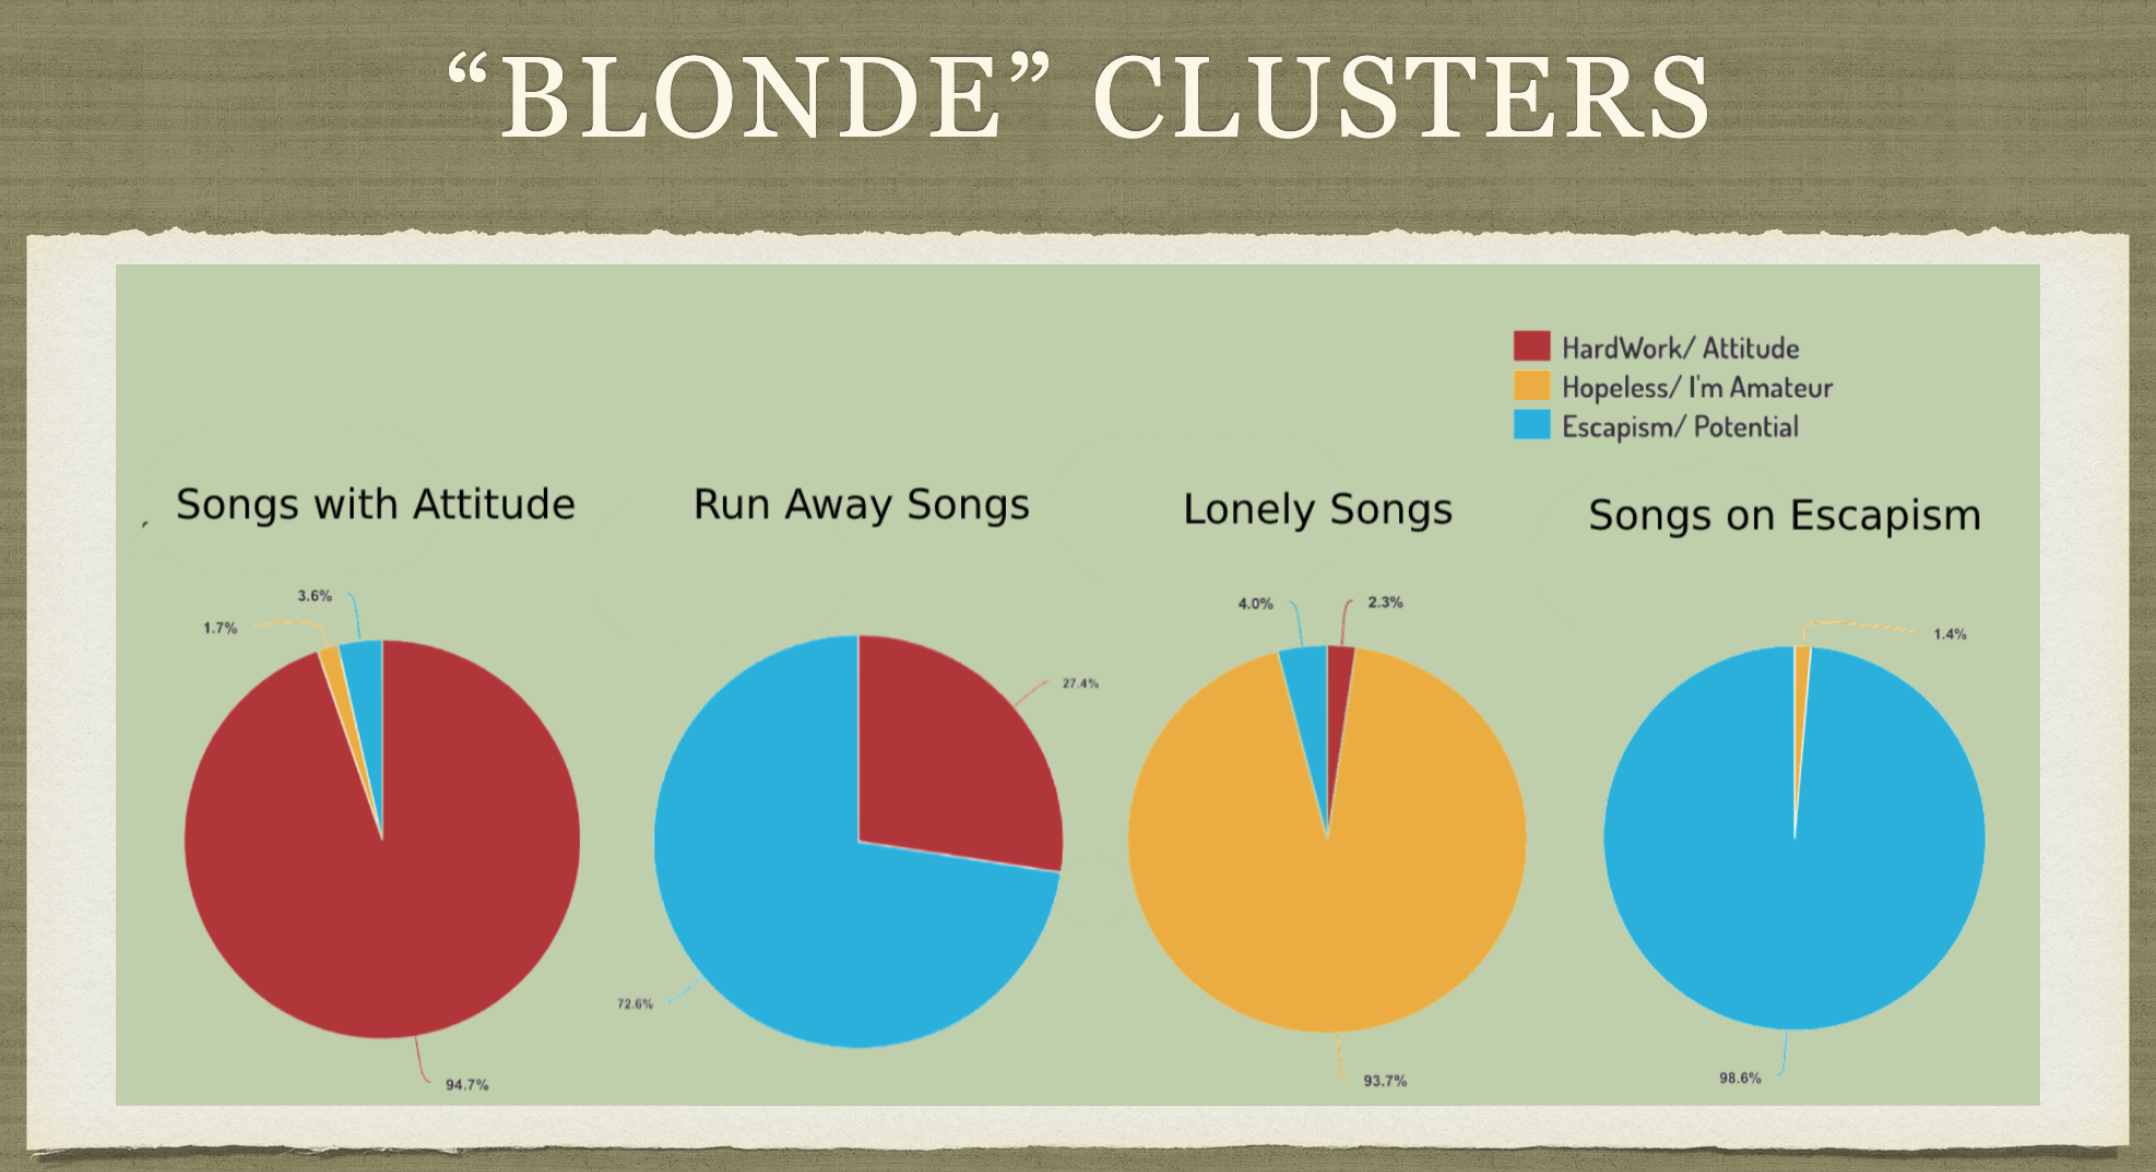 “BLONDE” CLUSTERS
HardWork/ Attitude
Hopeless/ I'm Amateur
Escapism/ Potential
Songs with Attitude
Run Away Songs
Lonely Songs
Songs on Escapism
3.6%
1.7%
94.7%
27.4%
72.6%
4.0%
2.3%
93.7%
1.4%
98.6%